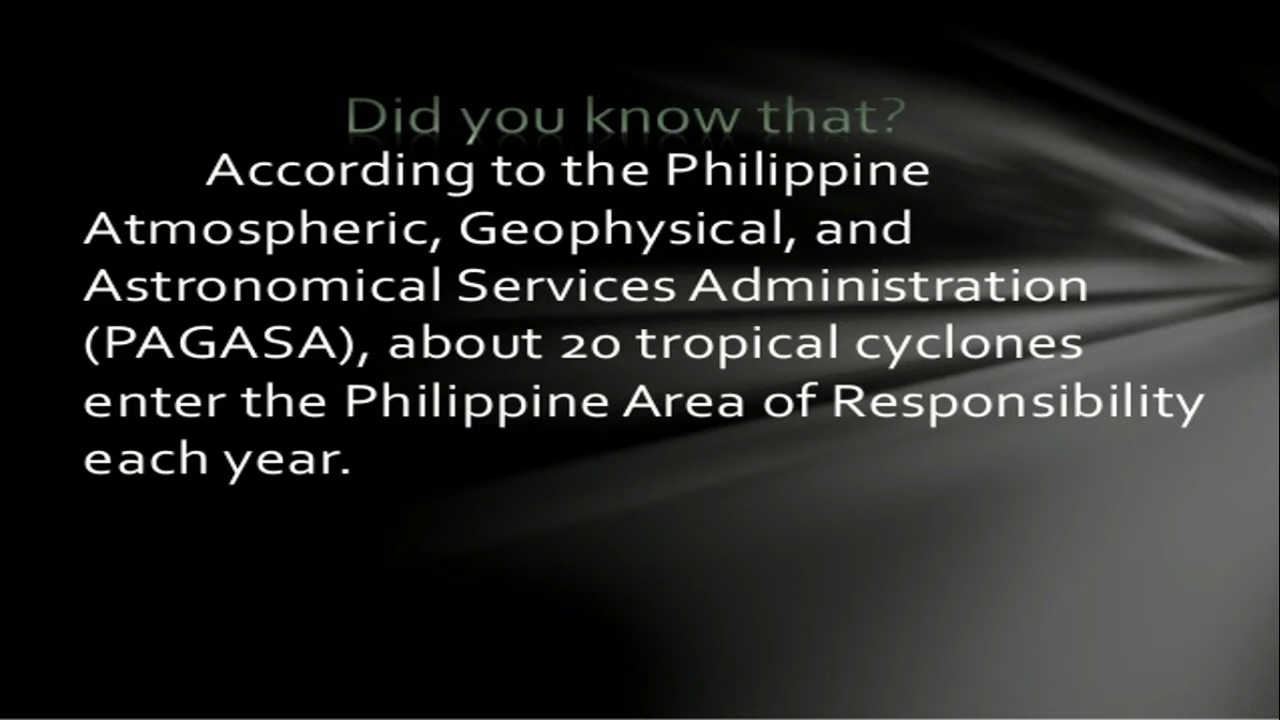 Did you know that?
According to the Philippine
Atmospheric, Geophysical, and
Astronomical Services Administration
(PAGASA), about 20 tropical cyclones
enter the Philippine Area of Responsibility
each year.